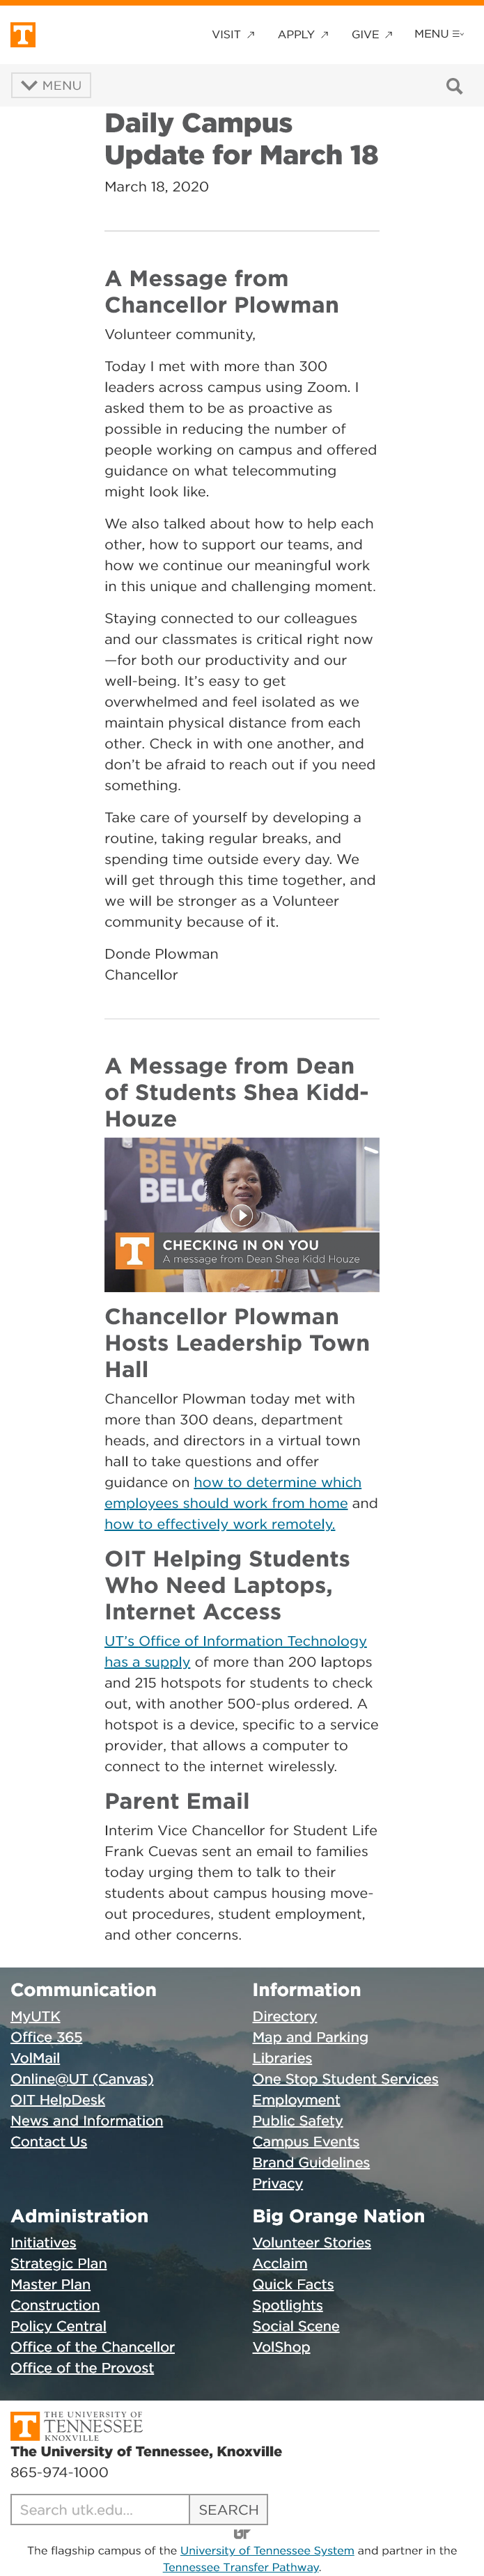 T
VISIT ↗ APPLY ↗ GIVE ↗ MENU
MENU
Daily Campus
Update for March 18
March 18, 2020
A Message from
Chancellor Plowman
Volunteer community,
Today I met with more than 300
leaders across campus using Zoom. I
asked them to be as proactive as
possible in reducing the number of
people working on campus and offered
guidance on what telecommuting
might look like.
We also talked about how to help each
other, how to support our teams, and
how we continue our meaningful work
in this unique and challenging moment.
Staying connected to our colleagues
and our classmates is critical right now
—for both our productivity and our
well-being. It’s easy to get
overwhelmed and feel isolated as we
maintain physical distance from each
other. Check in with one another, and
don’t be afraid to reach out if you need
something.
Take care of yourself by developing a
routine, taking regular breaks, and
spending time outside every day. We
will get through this time together, and
we will be stronger as a Volunteer
community because of it.
Donde Plowman
Chancellor
A Message from Dean
of Students Shea Kidd-
Houze
BE HERE
BE YO
BELO
T CHECKING IN ON YOU
A message from Dean Shea Kidd Houze
Chancellor Plowman
Hosts Leadership Town
Hall
Chancellor Plowman today met with
more than 300 deans, department
heads, and directors in a virtual town
hall to take questions and offer
guidance on how to determine which
employees should work from home and
how to effectively work remotely.
OIT Helping Students
Who Need Laptops,
Internet Access
UT’s Office of Information Technology
has a supply of more than 200 laptops
and 215 hotspots for students to check
out, with another 500-plus ordered. A
hotspot is a device, specific to a service
provider, that allows a computer to
connect to the internet wirelessly.
Parent Email
Interim Vice Chancellor for Student Life
Frank Cuevas sent an email to families
today urging them to talk to their
students about campus housing move-
out procedures, student employment,
and other concerns.
Communication
MyUTK
Office 365
VolMail
Online@UT (Canvas)
OIT HelpDesk
News and Information
Contact Us
Information
Directory
Map and Parking
Libraries
One Stop Student Services
Employment
Public Safety
Campus Events
Brand Guidelines
Privacy
Administration
Initiatives
Strategic Plan
Master Plan
Construction
Policy Central
Office of the Chancellor
Office of the Provost
Big Orange Nation
Volunteer Stories
Acclaim
Quick Facts
Spotlights
Social Scene
VolShop
T THE UNIVERSITY OF
TENNESSEE
KNOXVILLE
The University of Tennessee, Knoxville
865-974-1000
Search utk.edu... SEARCH
UT
The flagship campus of the University of Tennessee System and partner in the
Tennessee Transfer Pathway.